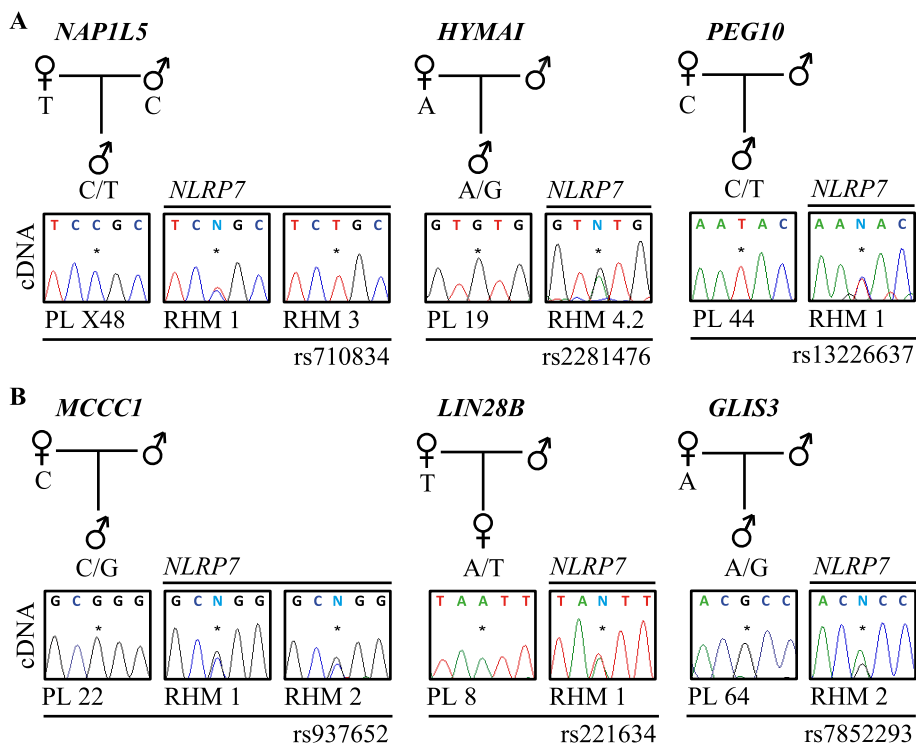 A
NAP1L5 HYMAI PEG10
T C A C
C/T NLRP7 A/G NLRP7 C/T NLRP7
cDNA
T C C G C T C N G C T C T G C G T G T G G T N T G A A T A C A A N A C
* * * * * * *
PL X48 RHM 1 RHM 3 PL 19 RHM 4.2 PL 44 RHM 1
rs710834 rs2281476 rs13226637
B
MCCC1 LIN28B GLIS3
C T A
C/G NLRP7 A/T NLRP7 A/G NLRP7
cDNA
G C G G G G C N G G G C N G G T A A T T T A N T T A C G C C A C N C C
* * * * * * *
PL 22 RHM 1 RHM 2 PL 8 RHM 1 PL 64 RHM 2
rs937652 rs221634 rs7852293